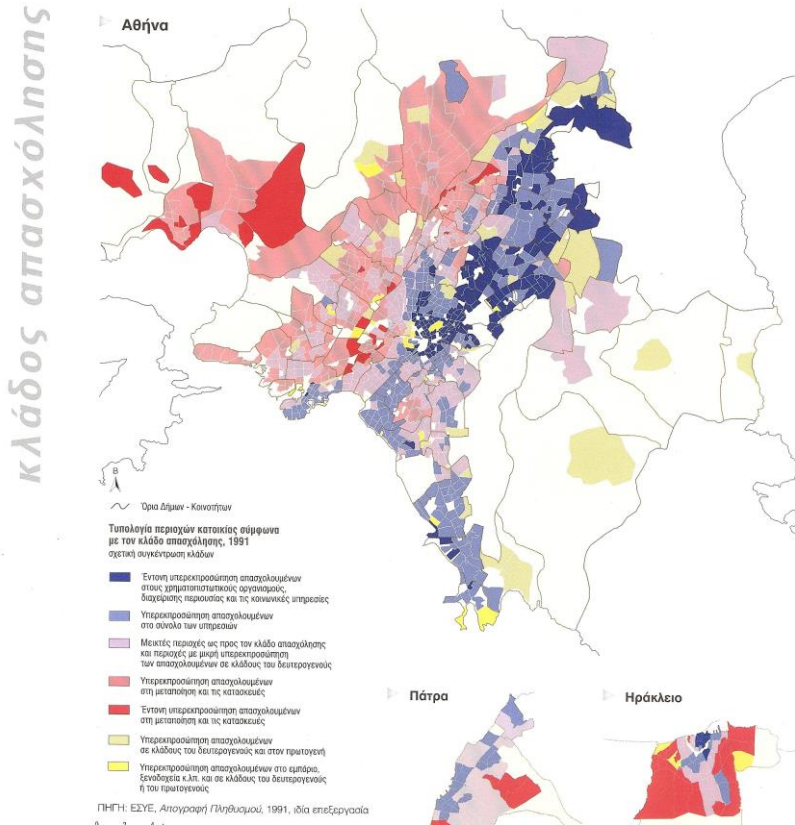 κλάδος απασχόλησης
Αθήνα
Β
Όρια Δήμων - Κοινοτήτων
Τυπολογία περιοχών κατοικίας σύμφωνα
με τον κλάδο απασχόλησης, 1991
σχετική συγκέντρωση κλάδων
Έντονη υπερεκπροσώπηση απασχολουμένων
στους χρηματοπιστωτικούς οργανισμούς,
διαχείρισης περιουσίας και τις κοινωνικές υπηρεσίες
Υπερεκπροσώπηση απασχολουμένων
στο σύνολο των υπηρεσιών
Μεικτές περιοχές ως προς τον κλάδο απασχόλησης
και περιοχές με μικρή υπερεκπροσώπηση
των απασχολουμένων σε κλάδους του δευτερογενούς
Υπερεκπροσώπηση απασχολουμένων
στη μεταποίηση και τις κατασκευές
Έντονη υπερεκπροσώπηση απασχολουμένων
στη μεταποίηση και τις κατασκευές
Υπερεκπροσώπηση απασχολουμένων
σε κλάδους του δευτερογενούς και στον πρωτογενή
Υπερεκπροσώπηση απασχολουμένων στο εμπόριο,
ξενοδοχεία κ.λπ. και σε κλάδους του δευτερογενούς
ή του πρωτογενούς
ΠΗΓΗ: ΕΣΥΕ, Απογραφή Πληθυσμού, 1991, ιδία επεξεργασία
Πάτρα
Ηράκλειο